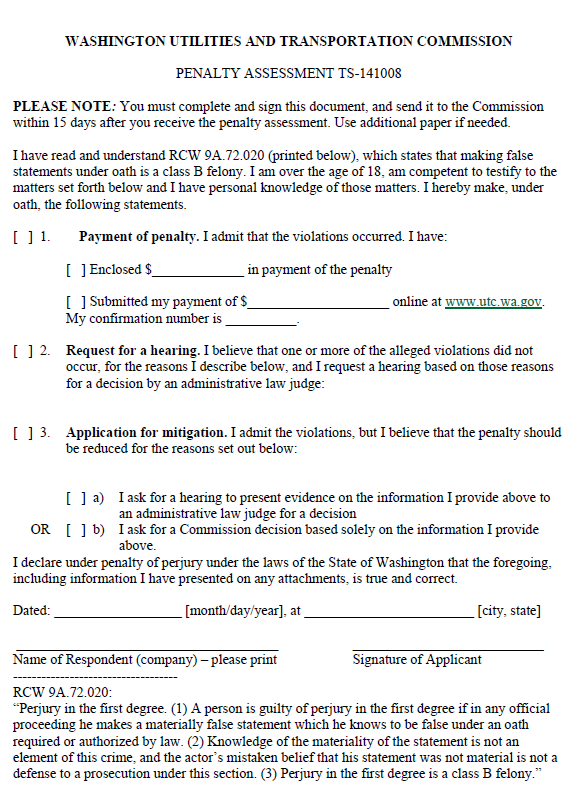 WASHINGTON UTILITIES AND TRANSPORTATION COMMISSION
PENALTY ASSESSMENT TS-141008
PLEASE NOTE: You must complete and sign this document, and send it to the Commission
within 15 days after you receive the penalty assessment. Use additional paper if needed.
I have read and understand RCW 9A.72.020 (printed below), which states that making false
statements under oath is a class B felony. I am over the age of 18, am competent to testify to the
matters set forth below and I have personal knowledge of those matters. I hereby make, under
oath, the following statements.
[ ] 1. Payment of penalty. I admit that the violations occurred. I have:
[ ] Enclosed $______________ in payment of the penalty
[ ] Submitted my payment of $_____________________ online at www.utc.wa.gov.
My confirmation number is ___________.
[ ] 2. Request for a hearing. I believe that one or more of the alleged violations did not
occur, for the reasons I describe below, and I request a hearing based on those reasons
for a decision by an administrative law judge:
[ ] 3. Application for mitigation. I admit the violations, but I believe that the penalty should
be reduced for the reasons set out below:
[ ] a) I ask for a hearing to present evidence on the information I provide above to
an administrative law judge for a decision
OR [ ] b) I ask for a Commission decision based solely on the information I provide
above.
I declare under penalty of perjury under the laws of the State of Washington that the foregoing,
including information I have presented on any attachments, is true and correct.
Dated: ____________________ [month/day/year], at __________________________ [city, state]
Name of Respondent (company) – please print Signature of Applicant
-----------------------------------
RCW 9A.72.020:
“Perjury in the first degree. (1) A person is guilty of perjury in the first degree if in any official
proceeding he makes a materially false statement which he knows to be false under an oath
required or authorized by law. (2) Knowledge of the materiality of the statement is not an
element of this crime, and the actor’s mistaken belief that his statement was not material is not a
defense to a prosecution under this section. (3) Perjury in the first degree is a class B felony.”